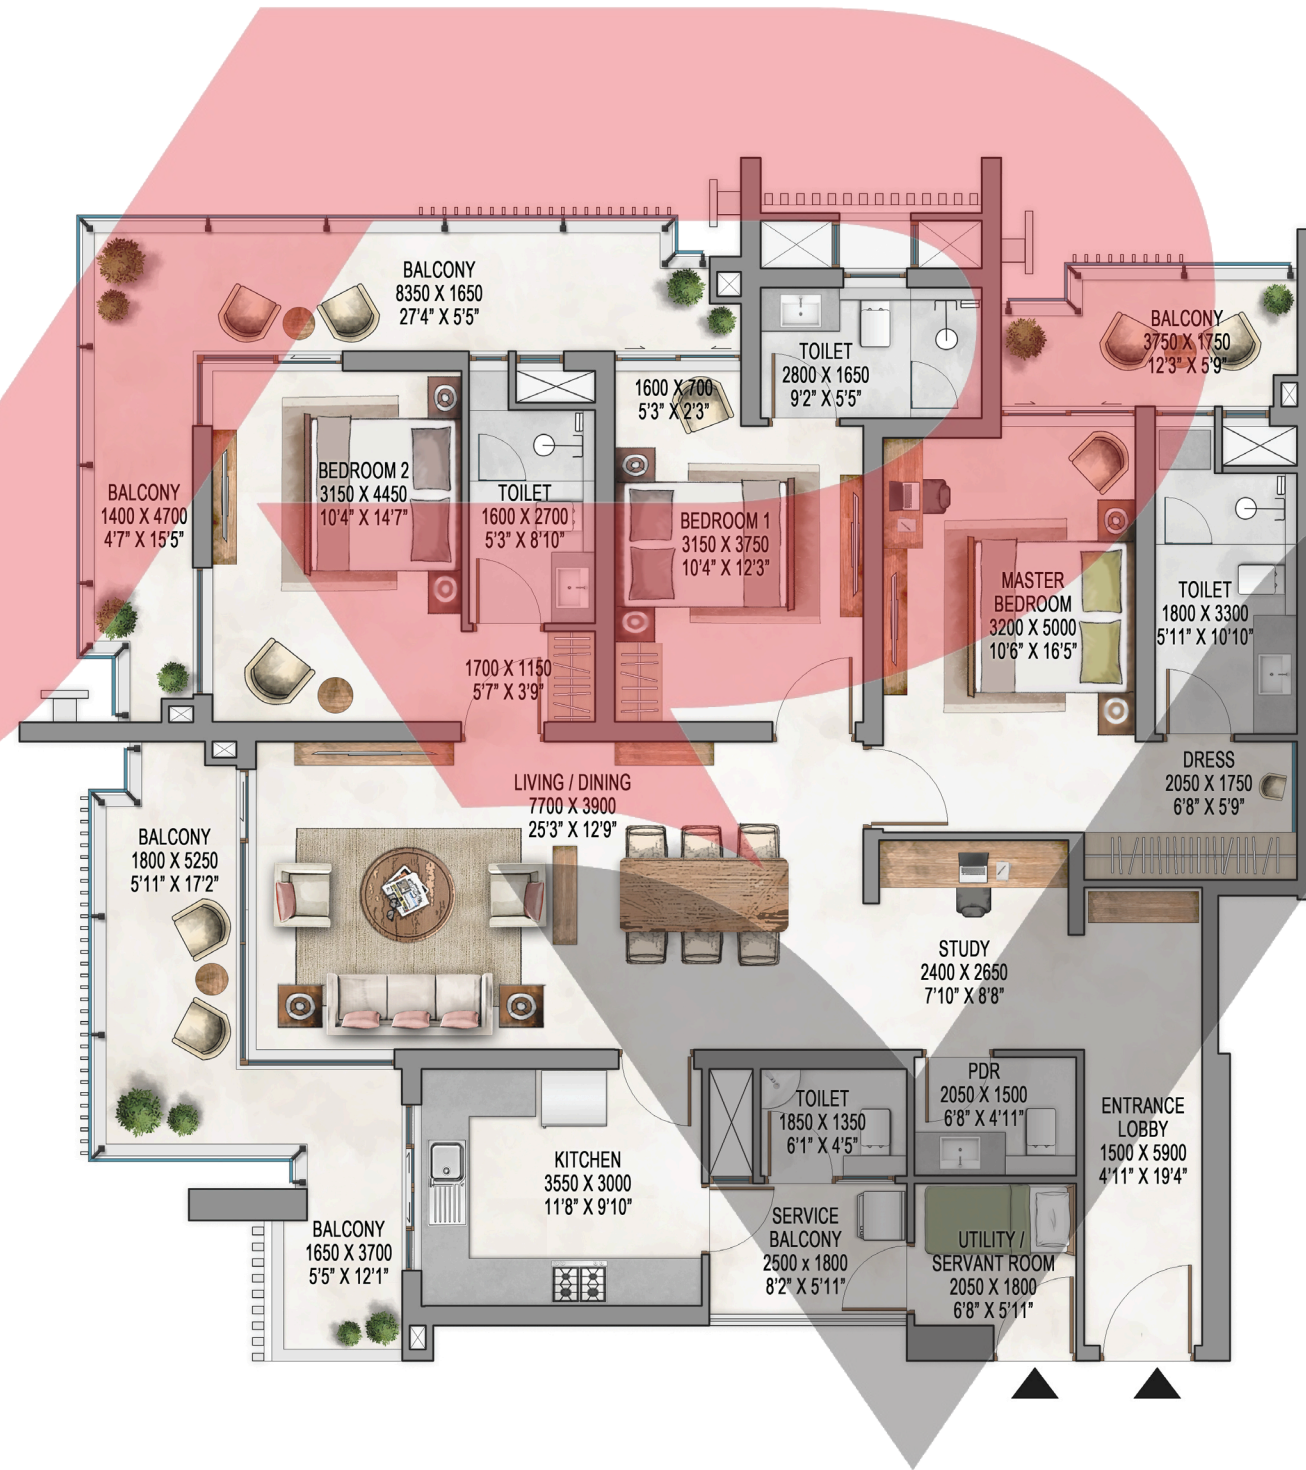 BALCONY
8350 X 1650
27'4" X 5'5"
BALCONY
3750 X 1750
12'3" X 5'9"
TOILET
2800 X 1650
9'2" X 5'5"
1600 X 700
5'3" X 2'3"
BALCONY
1400 X 4700
4'7" X 15'5"
BEDROOM 2
3150 X 4450
10'4" X 14'7"
TOILET
1600 X 2700
5'3" X 8'10"
BEDROOM 1
3150 X 3750
10'4" X 12'3"
MASTER
BEDROOM
3200 X 5000
10'6" X 16'5"
TOILET
1800 X 3300
5'11" X 10'10"
1700 X 1150
5'7" X 3'9"
DRESS
2050 X 1750
6'8" X 5'9"
LIVING / DINING
7700 X 3900
25'3" X 12'9"
BALCONY
1800 X 5250
5'11" X 17'2"
STUDY
2400 X 2650
7'10" X 8'8"
TOILET
1850 X 1350
6'1" X 4'5"
PDR
2050 X 1500
6'8" X 4'11"
ENTRANCE
LOBBY
1500 X 5900
4'11" X 19'4"
KITCHEN
3550 X 3000
11'8" X 9'10"
BALCONY
1650 X 3700
5'5" X 12'1"
SERVICE
BALCONY
2500 x 1800
8'2" X 5'11"
UTILITY /
SERVANT ROOM
2050 X 1800
6'8" X 5'11"